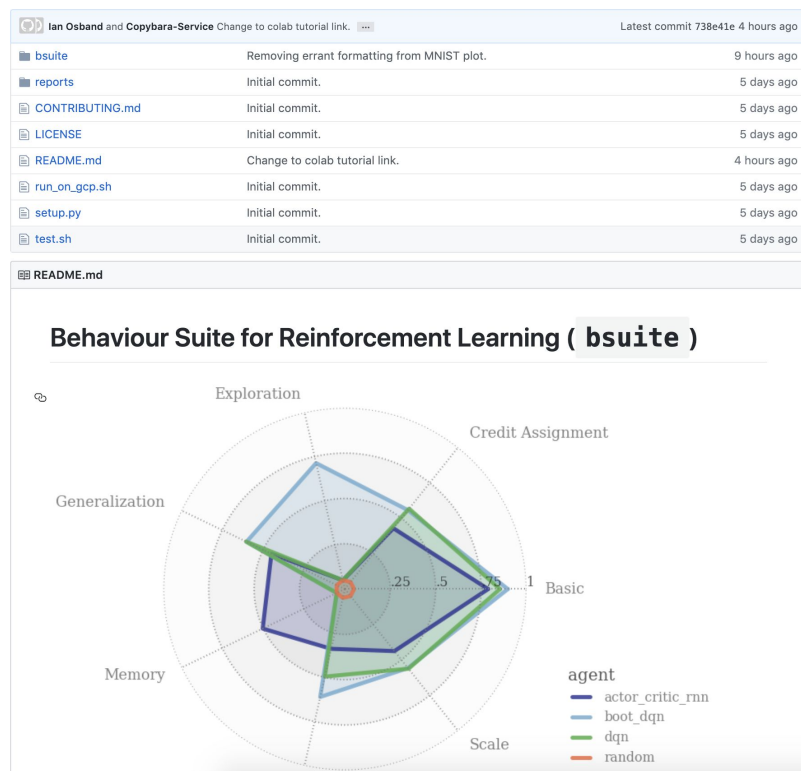 Ian Osband and Copybara-Service Change to colab tutorial link. ... Latest commit 738e41e 4 hours ago
bsuite Removing errant formatting from MNIST plot. 9 hours ago
reports Initial commit. 5 days ago
CONTRIBUTING.md Initial commit. 5 days ago
LICENSE Initial commit. 5 days ago
README.md Change to colab tutorial link. 4 hours ago
run_on_gcp.sh Initial commit. 5 days ago
setup.py Initial commit. 5 days ago
test.sh Initial commit. 5 days ago
README.md
Behaviour Suite for Reinforcement Learning ( bsuite )
Exploration
Credit Assignment
Generalization
.25 .5 .75 1 Basic
Memory
agent
actor_critic_rnn
boot_dqn
dqn
Scale
random